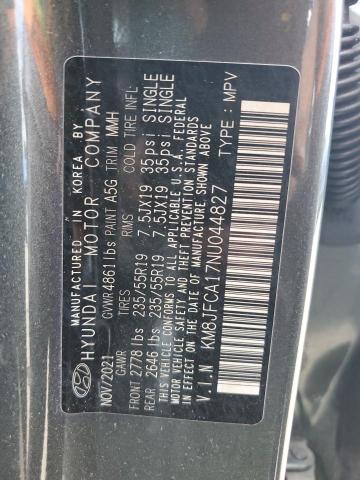 MANUFACTURED IN KOREA BY
HYUNDAI MOTOR COMPANY
NOV/2021 GVWR 4861 lbs PAINT A5G TRIM MMH
GAWR TIRES RIMS COLD TIRE INFL
FRONT 2778 lbs 235/55R19 7.5JX19 35psi SINGLE
REAR 2646 lbs 235/55R19 7.5JX19 35psi SINGLE
THIS VEHICLE CONFORMS TO ALL APPLICABLE U.S.A. FEDERAL
MOTOR VEHICLE SAFETY, BUMPER, AND THEFT PREVENTION
STANDARDS IN EFFECT ON THE DATE OF MANUFACTURE SHOWN ABOVE
V.I.N KM8JFCA17NU044827 TYPE : MPV